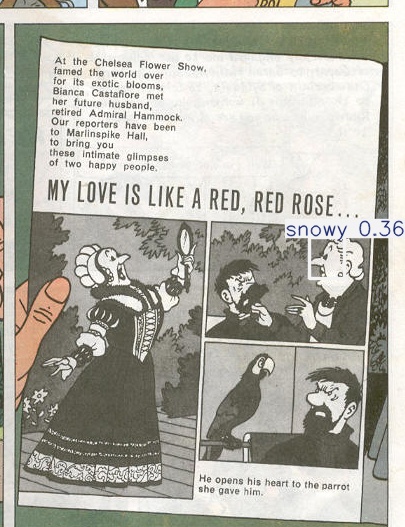 At the Chelsea Flower Show,
famed the world over
for its exotic blooms,
Bianca Castafiore met
her future husband,
retired Admiral Hammock.
Our reporters have been
to Marlinspike Hall,
to bring you
these intimate glimpses
of two happy people.
MY LOVE IS LIKE A RED, RED ROSE...
snowy 0.36
He opens his heart to the parrot
she gave him.